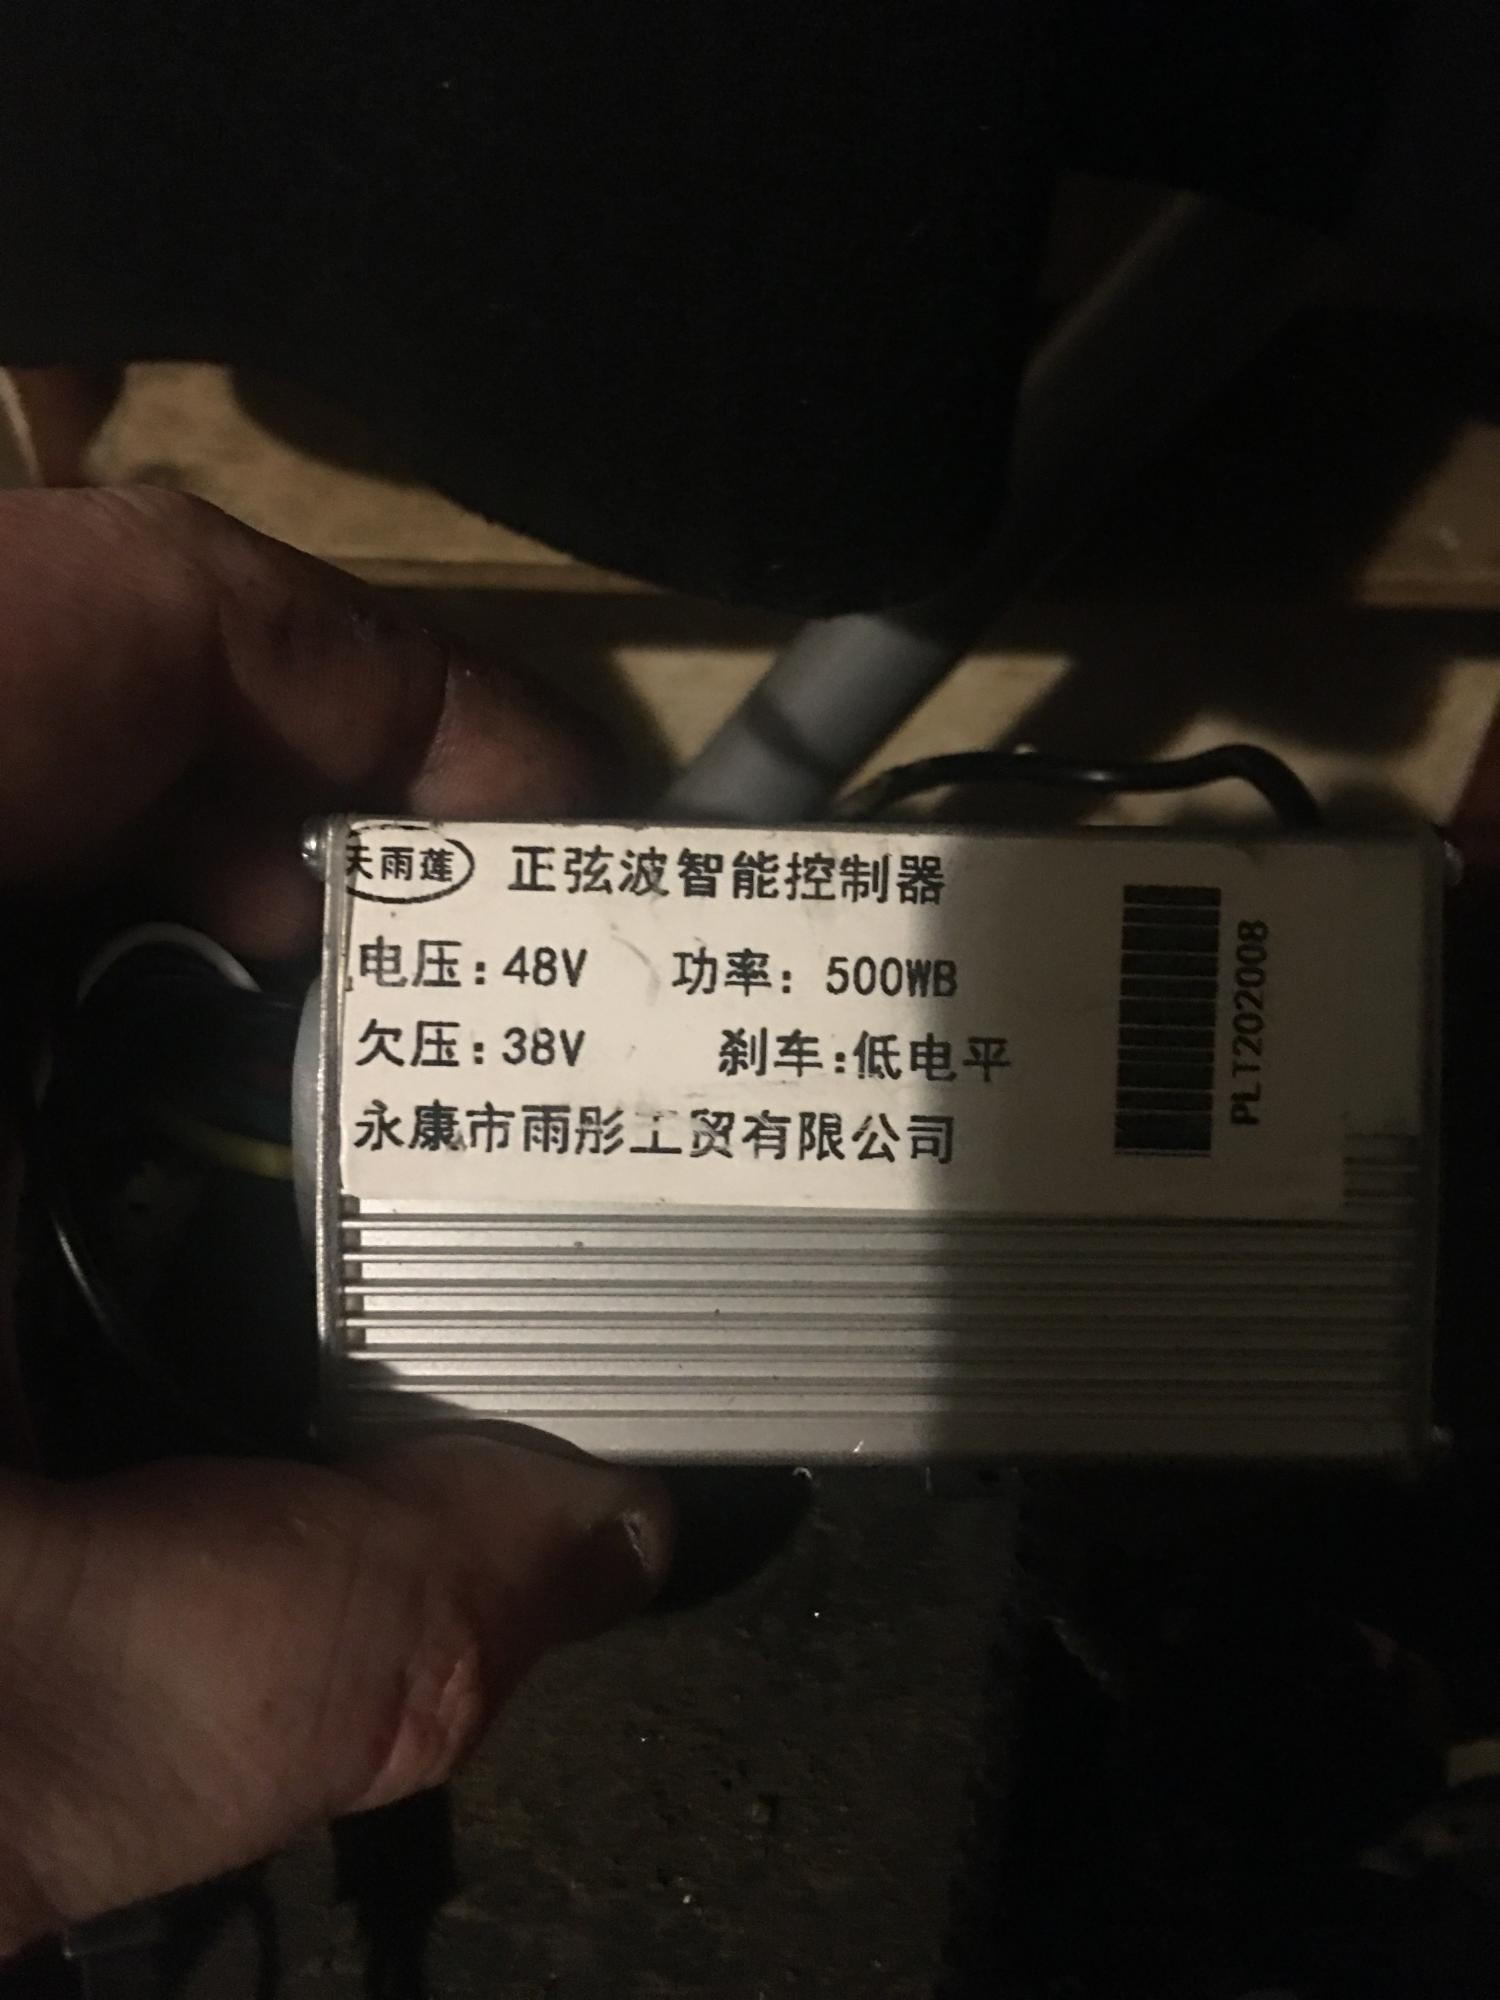 天雨莲 正弦波智能控制器
电压:48V 功率: 500WB
欠压:38V 刹车:低电平
永康市雨彤工贸有限公司
PLT202008